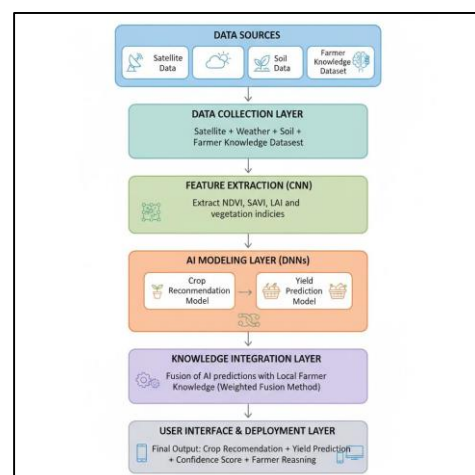 DATA SOURCES
Satellite
Data
Soil
Data
Farmer
Knowledge
Dataset
DATA COLLECTION LAYER
Satellite + Weather + Soil +
Farmer Knowledge Datasest
FEATURE EXTRACTION (CNN)
Extract NDVI, SAVI, LAI and
vegetation indicies
AI MODELING LAYER (DNNs)
Crop
Reconmendation
Model
Yield
Prediction
Model
KNOWLEDGE INTEGRATION LAYER
Fusion of AI predictions with Local Farmer
Knowledge (Weighted Fusion Method)
USER INTERFACE & DEPLOYMENT LAYER
Final Output: Crop Recomendation + Yield Prediction
+ Confidence Score + Farmer Reasning